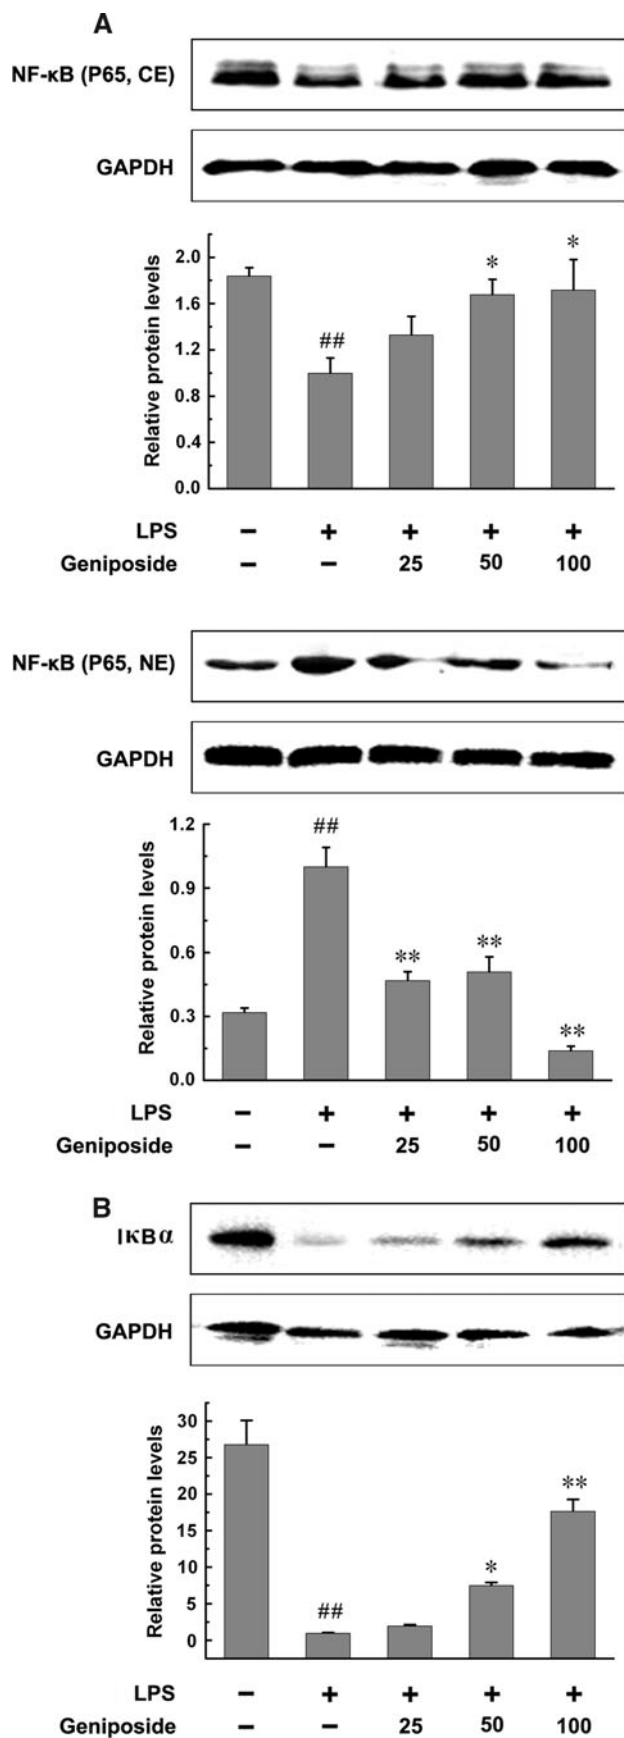 A
NF-κB (P65, CE)
GAPDH
Relative protein levels
2.0
1.6
1.2
0.8
0.4
0.0
##
*
*
LPS − + + + +
Geniposide − − 25 50 100
NF-κB (P65, NE)
GAPDH
Relative protein levels
1.2
0.9
0.6
0.3
0.0
##
**
**
**
LPS − + + + +
Geniposide − − 25 50 100
B
IκBα
GAPDH
Relative protein levels
30
25
20
15
10
5
0
##
*
**
LPS − + + + +
Geniposide − − 25 50 100